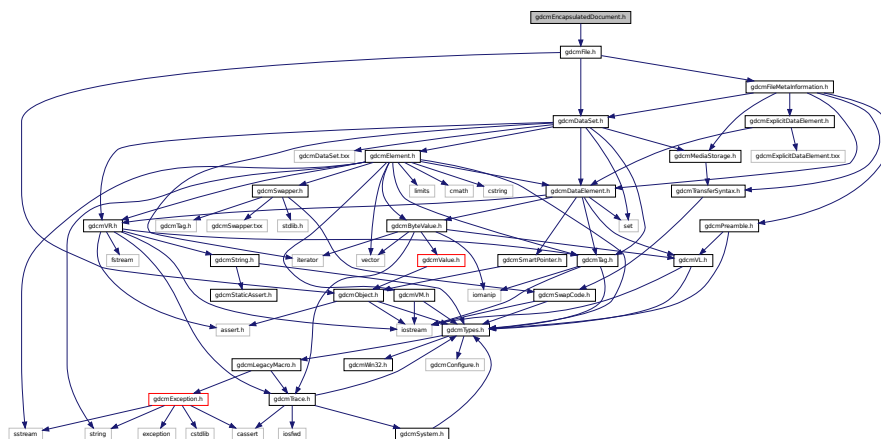 gdcmEncapsulatedDocument.h
gdcmFile.h
gdcmFileMetaInformation.h
gdcmDataSet.h
gdcmExplicitDataElement.h
gdcmDataSet.txx
gdcmElement.h
gdcmMediaStorage.h
gdcmExplicitDataElement.txx
gdcmSwapper.h
limits
cmath
cstring
gdcmDataElement.h
gdcmTransferSyntax.h
gdcmVR.h
gdcmTag.h
gdcmSwapper.txx
stdlib.h
gdcmByteValue.h
set
gdcmPreamble.h
fstream
gdcmString.h
iterator
vector
gdcmValue.h
gdcmSmartPointer.h
gdcmTag.h
gdcmVL.h
gdcmStaticAssert.h
gdcmObject.h
gdcmVM.h
iomanip
gdcmSwapCode.h
assert.h
iostream
gdcmTypes.h
gdcmLegacyMacro.h
gdcmWin32.h
gdcmConfigure.h
gdcmException.h
gdcmTrace.h
sstream
string
exception
cstdlib
cassert
iosfwd
gdcmSystem.h